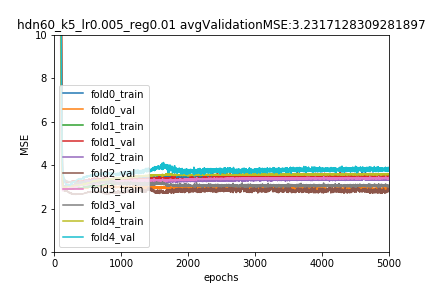 hdn60_k5_lr0.005_reg0.01 avgValidationMSE:3.2317128309281897
10
8
6
4
2
0
MSE
fold0_train
fold0_val
fold1_train
fold1_val
fold2_train
fold2_val
fold3_train
fold3_val
fold4_train
fold4_val
0 1000 2000 3000 4000 5000
epochs